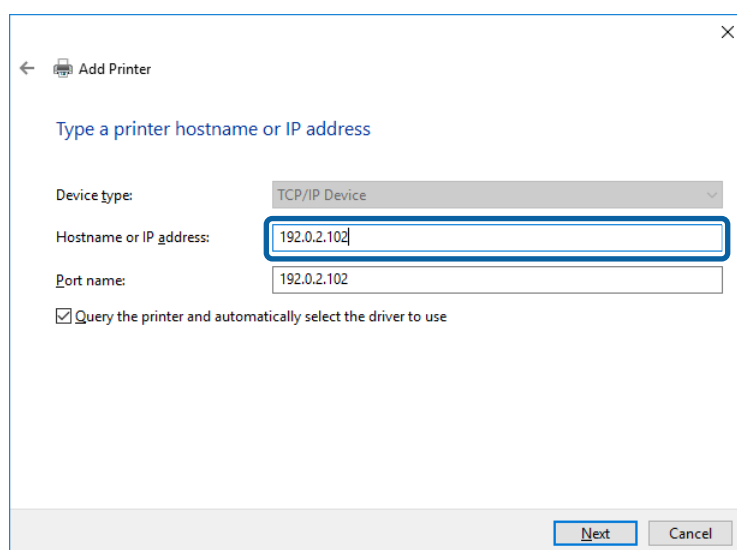 Add Printer
Type a printer hostname or IP address
Device type: TCP/IP Device
Hostname or IP address: 192.0.2.102
Port name: 192.0.2.102
Query the printer and automatically select the driver to use
Next Cancel